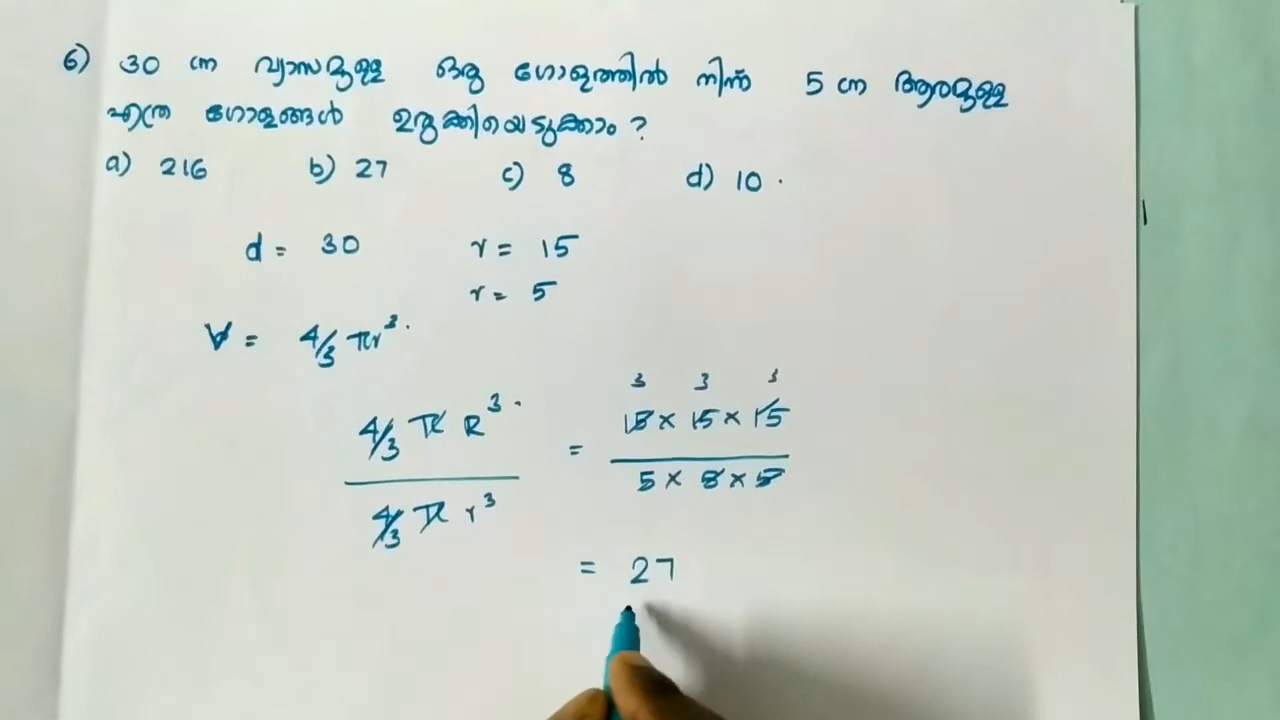 6) 30 cm വ്യാസമുള്ള ഒരു ഗോളത്തിൽ നിന്ന് 5 cm ആരമുള്ള
എത്ര ഗോളങ്ങൾ ഉരുക്കിയെടുക്കാം ?
a) 216 b) 27 c) 8 d) 10 .
d = 30 r = 15
r = 5
V = 4/3 πr³.
3 3 3
4/3 π R³. = 15 x 15 x 15
4/3 π r³ 5 x 5 x 5
= 27